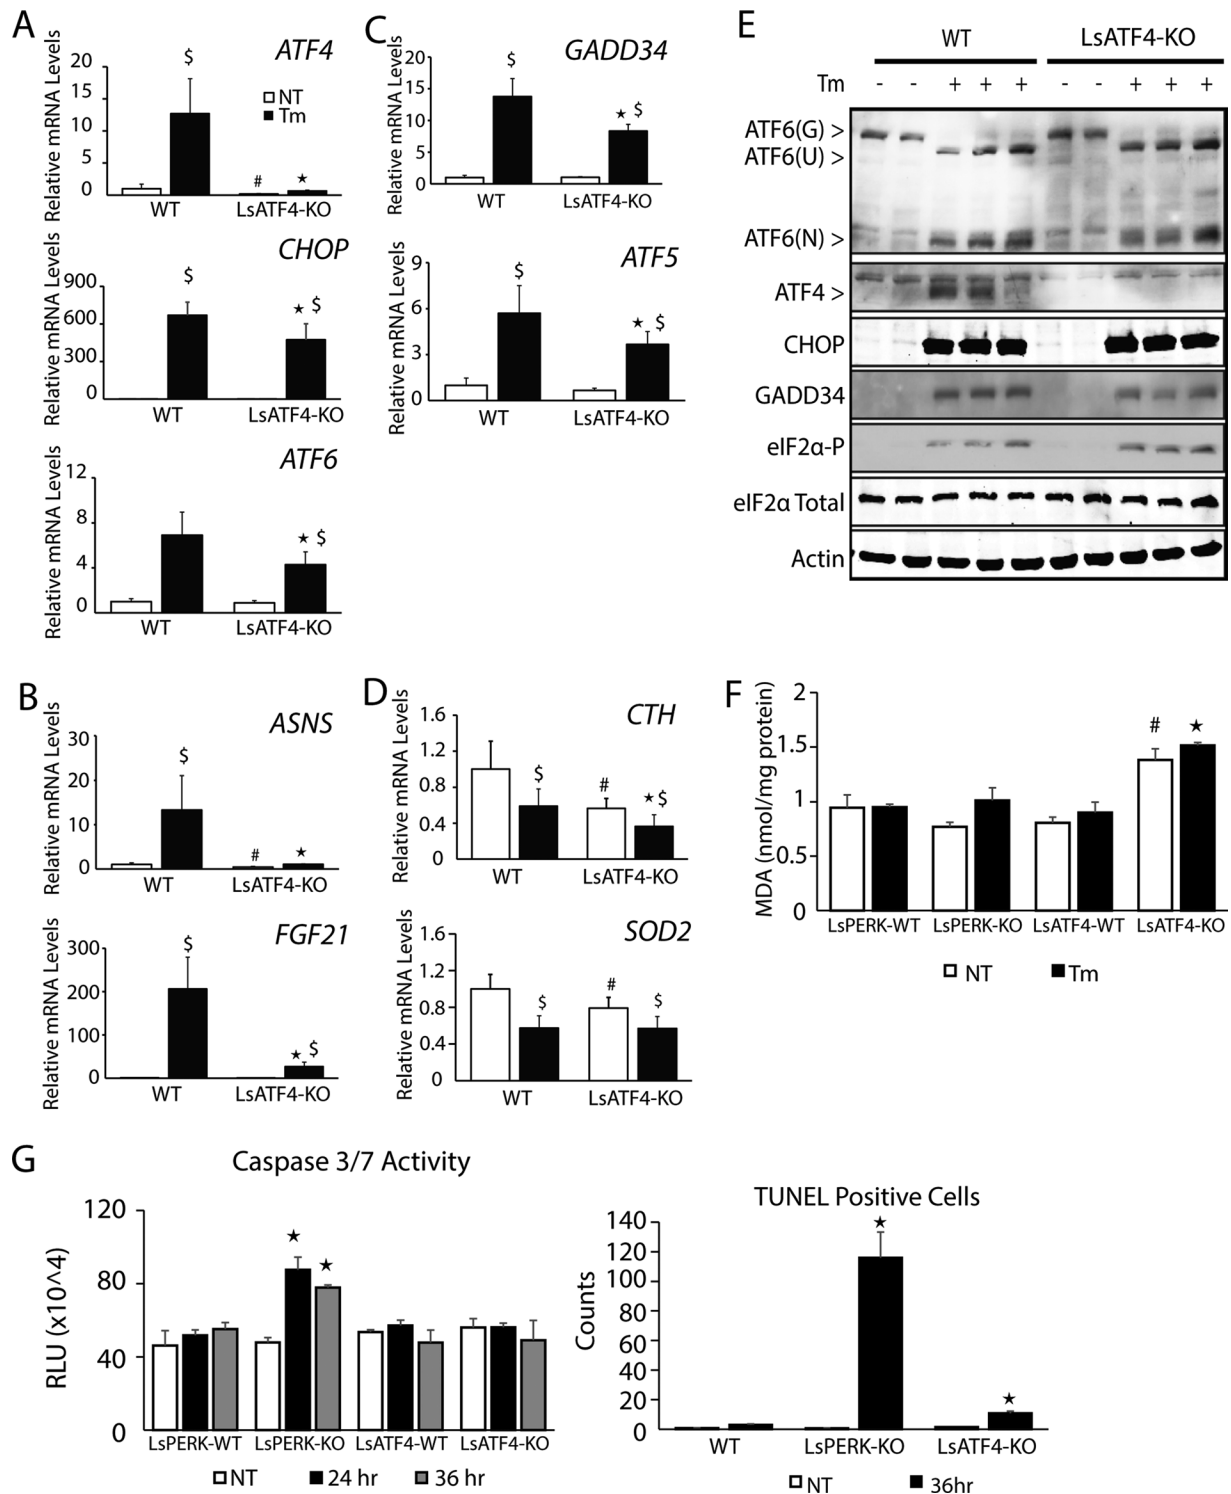 A
ATF4
Relative mRNA Levels
20
15
10
5
0
$
#
★
NT
Tm
WT
LsATF4-KO
CHOP
Relative mRNA Levels
900
600
300
0
$
★ $
WT
LsATF4-KO
ATF6
Relative mRNA Levels
12
8
4
0
★ $
WT
LsATF4-KO
C
GADD34
Relative mRNA Levels
20
15
10
5
0
$
★ $
WT
LsATF4-KO
ATF5
Relative mRNA Levels
9
6
3
0
$
★ $
WT
LsATF4-KO
E
WT
LsATF4-KO
Tm - - + + + - - + + +
ATF6(G) >
ATF6(U) >
ATF6(N) >
ATF4 >
CHOP
GADD34
eIF2α-P
eIF2α Total
Actin
B
ASNS
Relative mRNA Levels
30
20
10
0
$
#
★
WT
LsATF4-KO
FGF21
Relative mRNA Levels
300
200
100
0
$
★ $
WT
LsATF4-KO
D
CTH
Relative mRNA Levels
1.6
1.2
0.8
0.4
0
$
#
★ $
WT
LsATF4-KO
SOD2
Relative mRNA Levels
1.6
1.2
0.8
0.4
0
$
#
$
WT
LsATF4-KO
F
MDA (nmol/mg protein)
2
1.5
1
0.5
0
#
★
LsPERK-WT
LsPERK-KO
LsATF4-WT
LsATF4-KO
NT
Tm
G
Caspase 3/7 Activity
RLU (x10^4)
120
80
40
0
★
★
LsPERK-WT
LsPERK-KO
LsATF4-WT
LsATF4-KO
NT
24 hr
36 hr
TUNEL Positive Cells
Counts
140
120
100
80
60
40
20
0
★
★
WT
LsPERK-KO
LsATF4-KO
NT
36hr